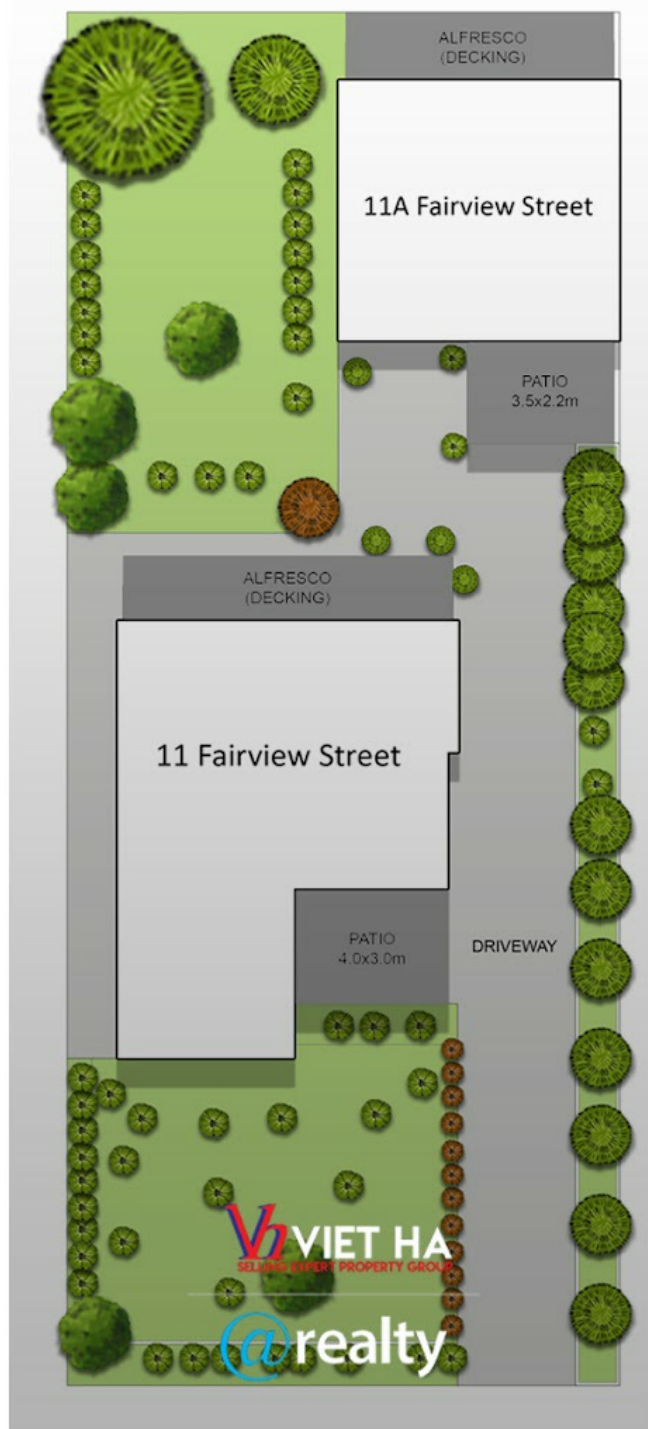 ALFRESCO
(DECKING)
11A Fairview Street
PATIO
3.5x2.2m
ALFRESCO
(DECKING)
11 Fairview Street
PATIO
4.0x3.0m
DRIVEWAY
Vh VIET HA
SELLING EXPERT PROPERTY GROUP
@realty